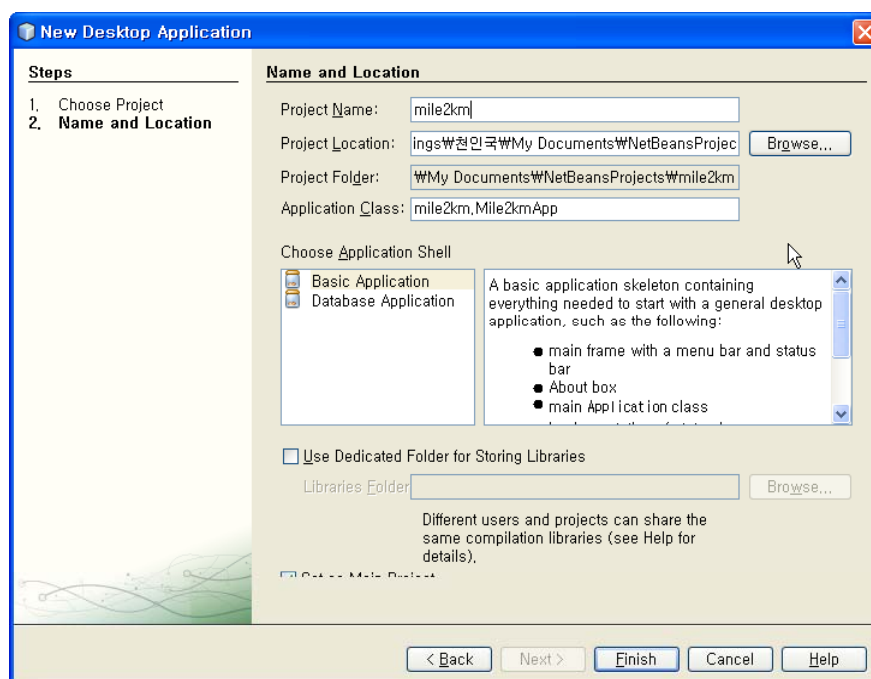 New Desktop Application
Steps
1. Choose Project
2. Name and Location
Name and Location
Project Name: mile2km
Project Location: ings₩천인국₩My Documents₩NetBeansProjec Browse...
Project Folder: ₩My Documents₩NetBeansProjects₩mile2km
Application Class: mile2km.Mile2kmApp
Choose Application Shell
Basic Application
Database Application
A basic application skeleton containing
everything needed to start with a general desktop
application, such as the following:
● main frame with a menu bar and status
bar
● About box
● main Application class
Use Dedicated Folder for Storing Libraries
Libraries Folder Browse...
Different users and projects can share the
same compilation libraries (see Help for
details).
Set as Main Project
< Back Next > Finish Cancel Help